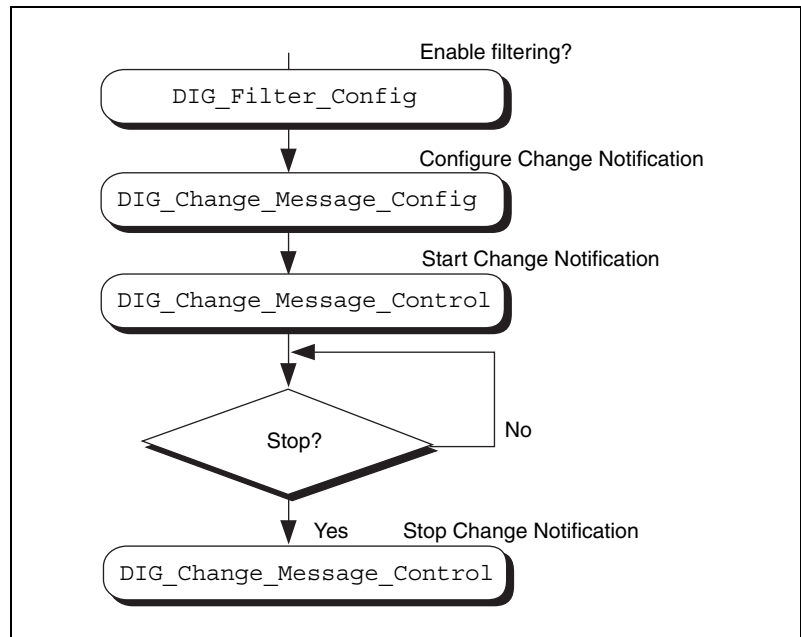 Enable filtering?
DIG_Filter_Config
Configure Change Notification
DIG_Change_Message_Config
Start Change Notification
DIG_Change_Message_Control
Stop?
No
Yes
Stop Change Notification
DIG_Change_Message_Control